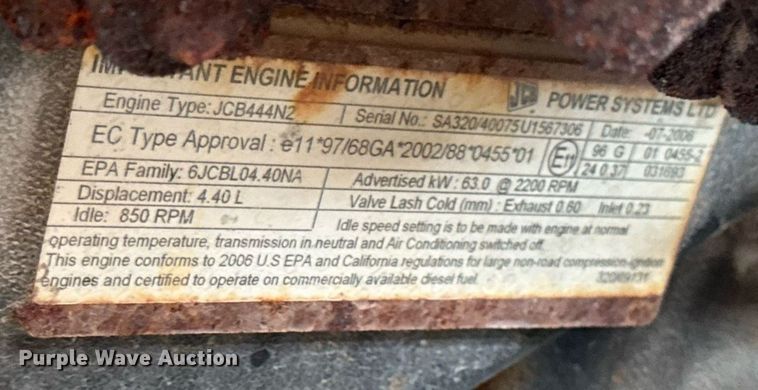 IMPORTANT ENGINE INFORMATION JCB POWER SYSTEMS LTD
Engine Type: JCB444N2 Serial No.: SA320/40075U1567306 Date: -07-2006
EC Type Approval : e11*97/68GA*2002/88*0455*01 E11 96 G 01 0455-2
24 0.37 031693
EPA Family: 6JCBL04.40NA Advertised kW : 63.0 @ 2200 RPM
Displacement: 4.40 L Valve Lash Cold (mm) : Exhaust 0.60 Inlet 0.23
Idle: 850 RPM Idle speed setting is to be made with engine at normal
operating temperature, transmission in neutral and Air Conditioning switched off.
This engine conforms to 2006 U.S EPA and California regulations for large non-road compression-ignition
engines and certified to operate on commercially available diesel fuel.
Purple Wave Auction